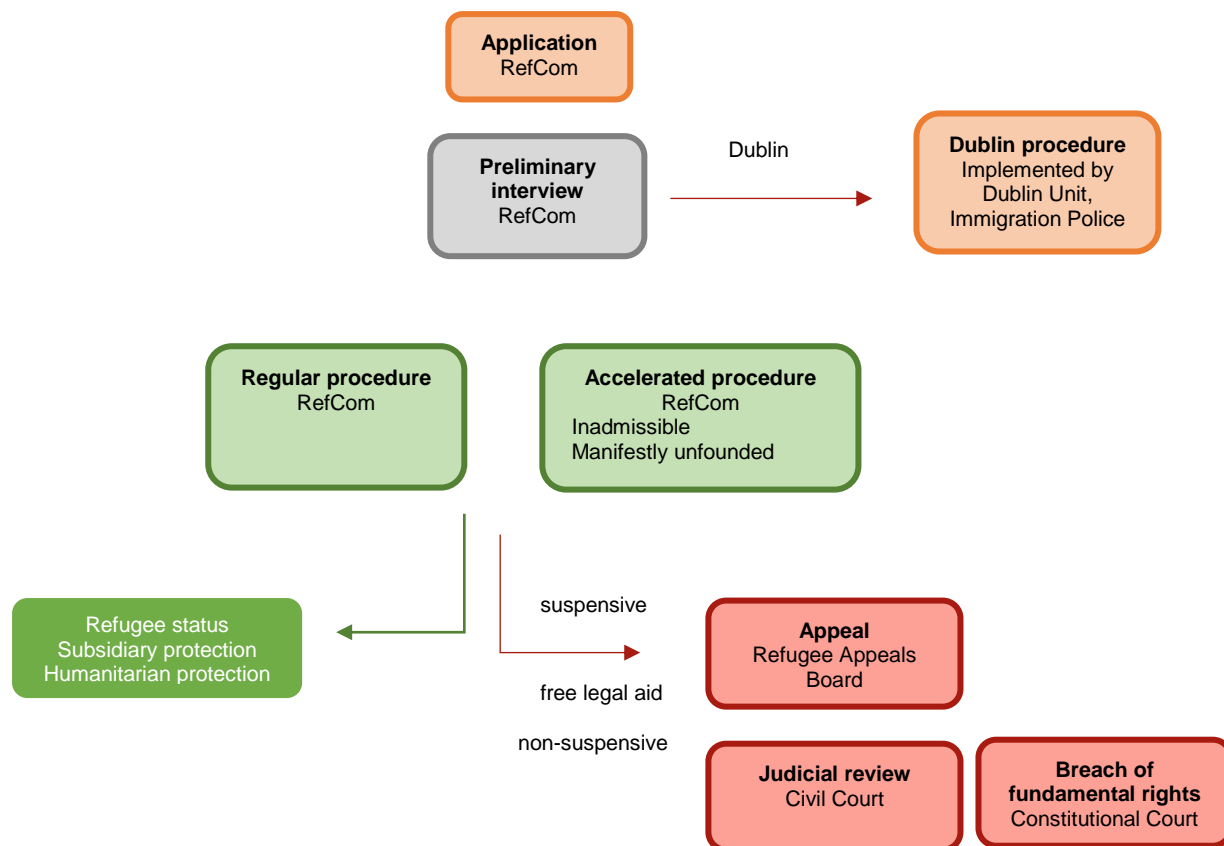 Application
RefCom
Preliminary
interview
RefCom
Dublin
Dublin procedure
Implemented by
Dublin Unit,
Immigration Police
Regular procedure
RefCom
Accelerated procedure
RefCom
Inadmissible
Manifestly unfounded
Refugee status
Subsidiary protection
Humanitarian protection
suspensive
free legal aid
non-suspensive
Appeal
Refugee Appeals
Board
Judicial review
Civil Court
Breach of
fundamental rights
Constitutional Court